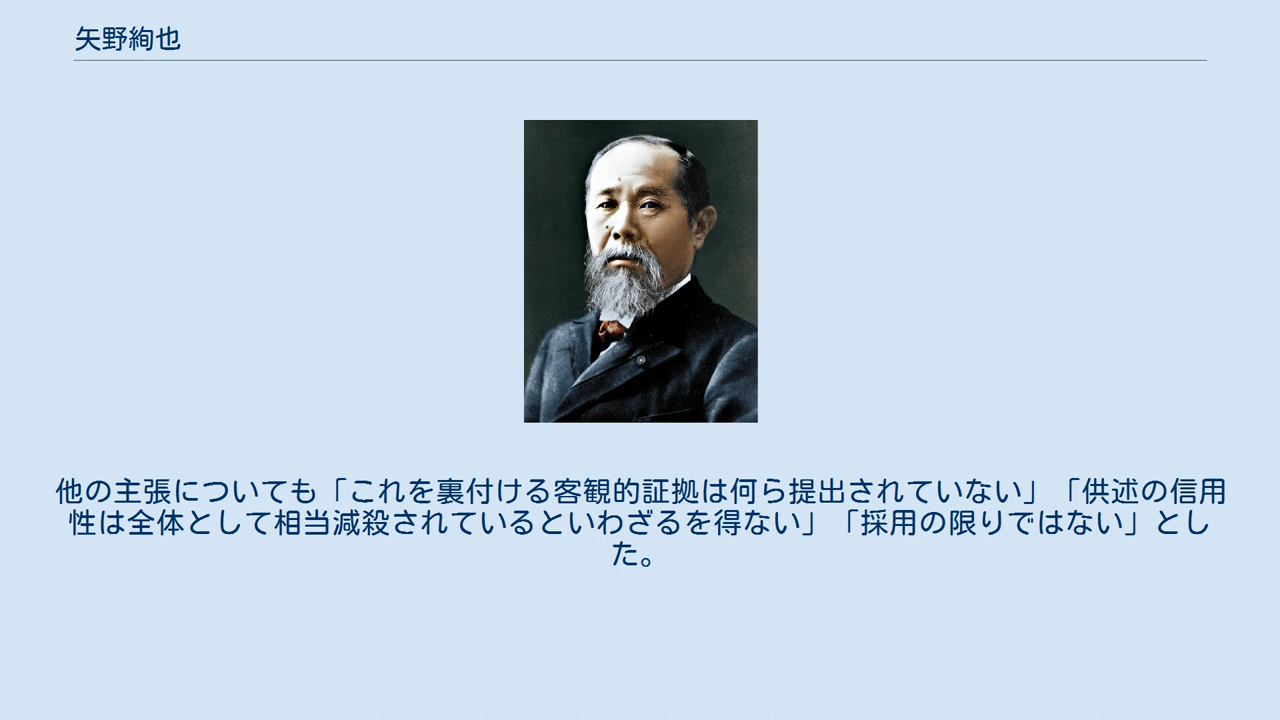 矢野絢也
他の主張についても「これを裏付ける客観的証拠は何ら提出されていない」「供述の信用
性は全体として相当減殺されているといわざるを得ない」「採用の限りではない」とし
た。